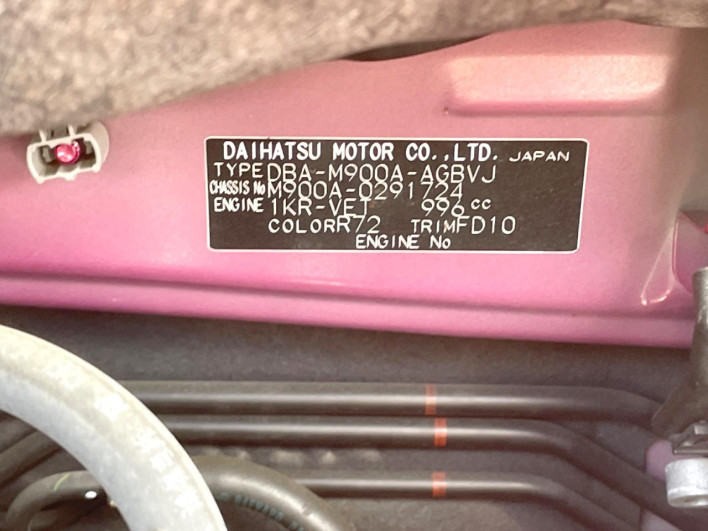 DAIHATSU MOTOR CO.,LTD. JAPAN
TYPE DBA-M900A-AGBVJ
CHASSIS No M900A-0291724
ENGINE 1KR-VET 996 cc
COLOR R72 TRIM FD10
ENGINE No